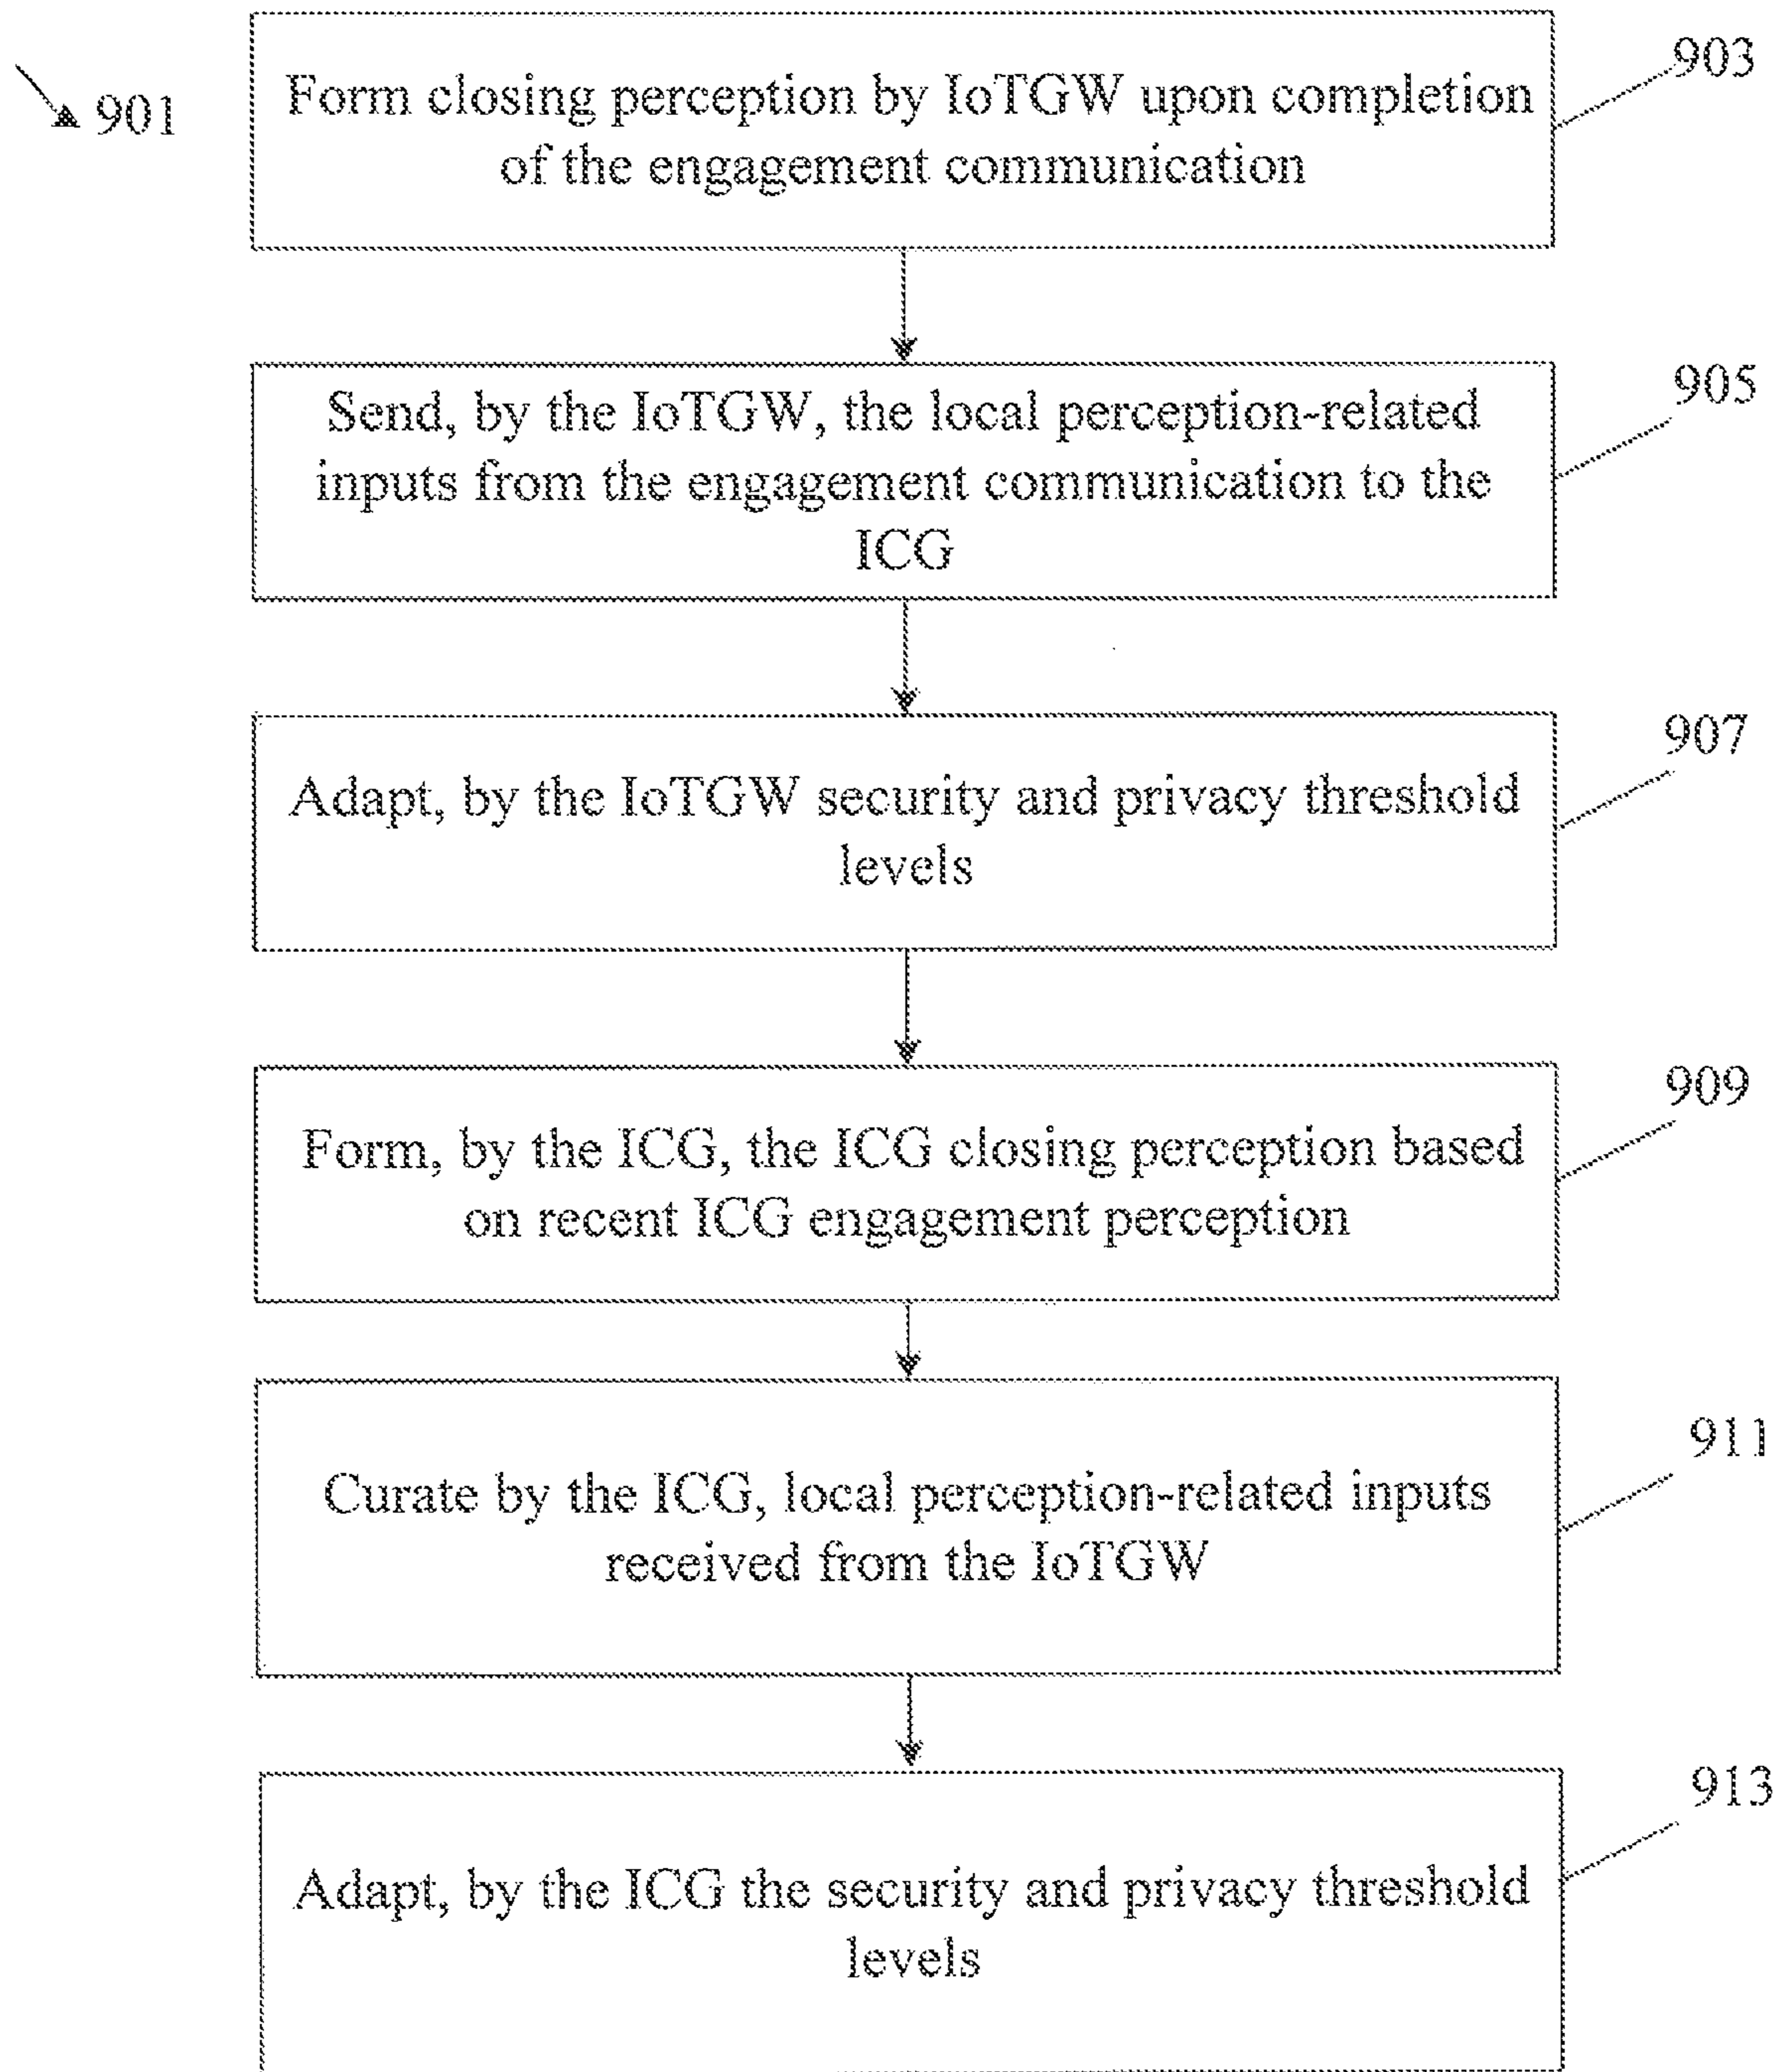 901
Form closing perception by IoTGW upon completion
of the engagement communication
903
Send, by the IoTGW, the local perception-related
inputs from the engagement communication to the
ICG
905
Adapt, by the IoTGW security and privacy threshold
levels
907
Form, by the ICG, the ICG closing perception based
on recent ICG engagement perception
909
Curate by the ICG, local perception-related inputs
received from the IoTGW
911
Adapt, by the ICG the security and privacy threshold
levels
913